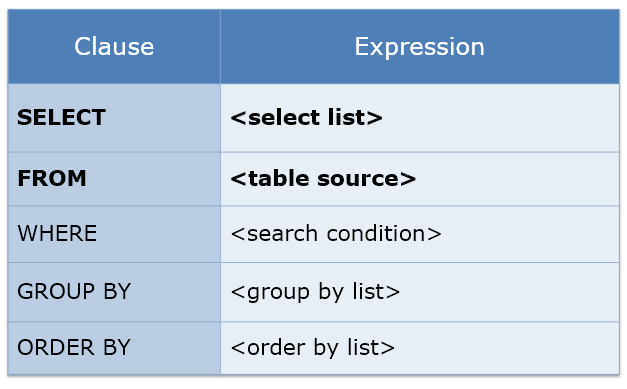 Clause Expression
SELECT <select list>
FROM <table source>
WHERE <search condition>
GROUP BY <group by list>
ORDER BY <order by list>